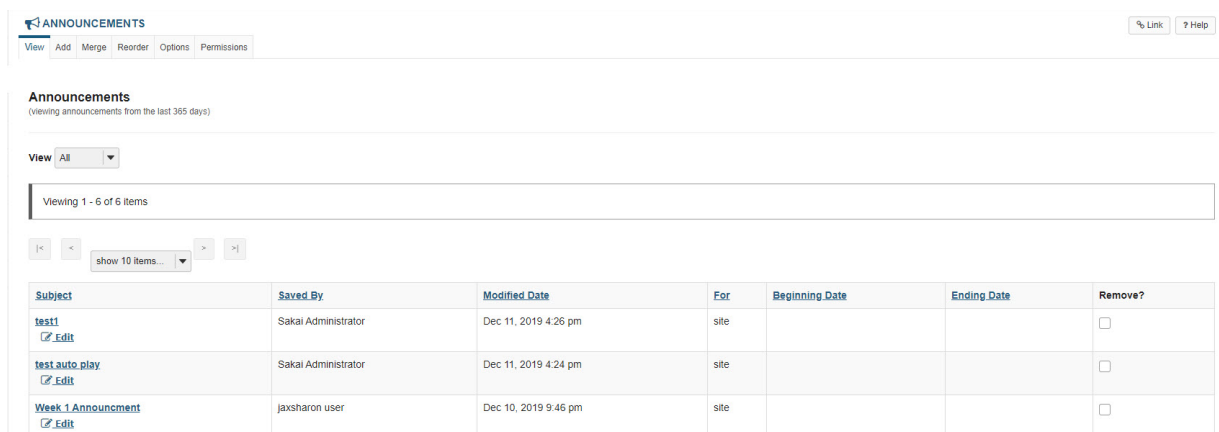 ANNOUNCEMENTS
Link ? Help
View Add Merge Reorder Options Permissions
Announcements
(viewing announcements from the last 365 days)
View All
Viewing 1 - 6 of 6 items
|< < show 10 items... > >|
Subject Saved By Modified Date For Beginning Date Ending Date Remove?
test1 Sakai Administrator Dec 11, 2019 4:26 pm site
Edit
test auto play Sakai Administrator Dec 11, 2019 4:24 pm site
Edit
Week 1 Announcment jaxsharon user Dec 10, 2019 9:46 pm site
Edit